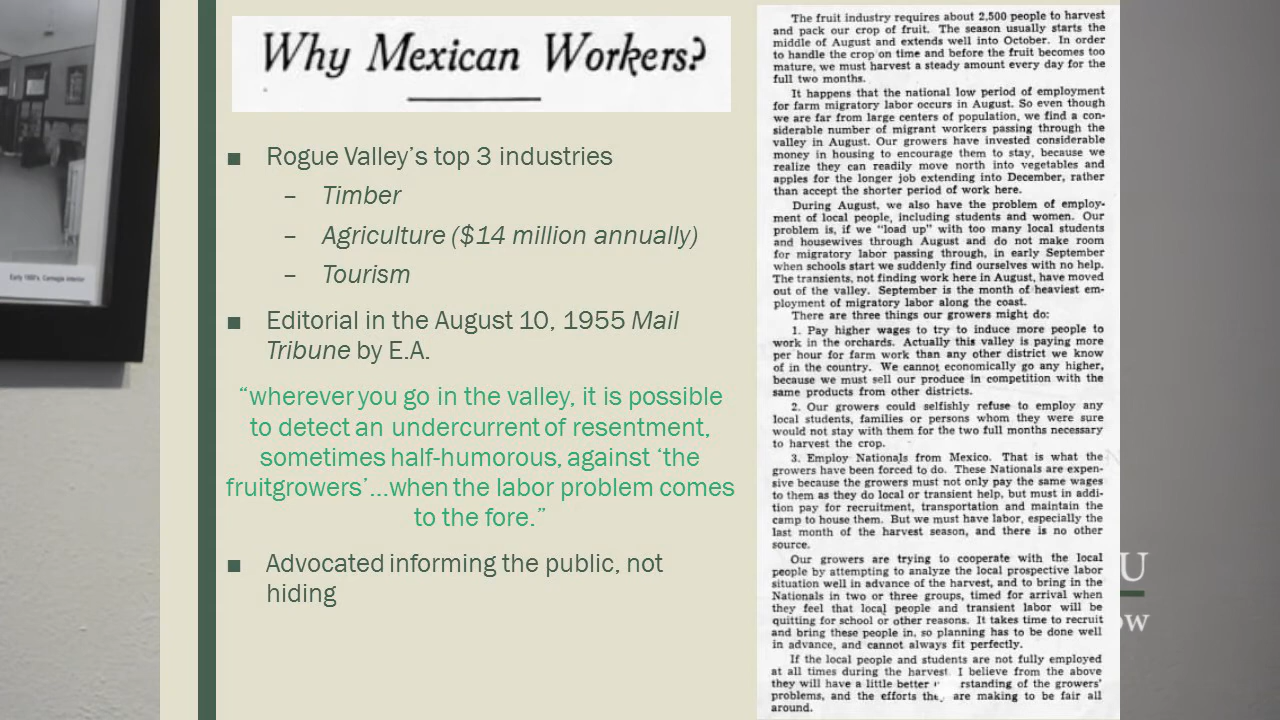 Why Mexican Workers?
■ Rogue Valley's top 3 industries
– Timber
– Agriculture ($14 million annually)
– Tourism
■ Editorial in the August 10, 1955 Mail
Tribune by E.A.
“wherever you go in the valley, it is possible
to detect an undercurrent of resentment,
sometimes half-humorous, against ‘the
fruitgrowers’…when the labor problem comes
to the fore.”
■ Advocated informing the public, not
hiding
The fruit industry requires about 2,500 people to harvest
and pack our crop of fruit. The season usually starts the
middle of August and extends well into October. In order
to handle the crop on time and before the fruit becomes too
mature, we must harvest a steady amount every day for the
full two months.
It happens that the national low period of employment
for farm migratory labor occurs in August. So even though
we are far from large centers of population, we find a con-
siderable number of migrant workers passing through the
valley in August. Our growers have invested considerable
money in housing to encourage them to stay, because we
realize they can readily move north into vegetables and
apples for the longer job extending into December, rather
than accept the shorter period of work here.
During August, we also have the problem of employ-
ment of local people, including students and women. Our
problem is, if we "load up" with too many local students
and housewives through August and do not make room
for migratory labor passing through, in early September
when schools start we suddenly find ourselves with no help.
The transients, not finding work here in August, have moved
out of the valley. September is the month of heaviest em-
ployment of migratory labor along the coast.
There are three things our growers might do:
1. Pay higher wages to try to induce more people to
work in the orchards. Actually this valley is paying more
per hour for farm work than any other district we know
of in the country. We cannot economically go any higher,
because we must sell our produce in competition with the
same products from other districts.
2. Our growers could selfishly refuse to employ any
local students, families or persons whom they were sure
would not stay with them for the two full months necessary
to harvest the crop.
3. Employ Nationals from Mexico. That is what the
growers have been forced to do. These Nationals are expen-
sive because the growers must not only pay the same wages
to them as they do local or transient help, but must in addi-
tion pay for recruitment, transportation and maintain the
camp to house them. But we must have labor, especially the
last month of the harvest season, and there is no other
source.
Our growers are trying to cooperate with the local
people by attempting to analyze the local prospective labor
situation well in advance of the harvest, and to bring in the
Nationals in two or three groups, timed for arrival when
they feel that local people and transient labor will be
quitting for school or other reasons. It takes time to recruit
and bring these people in, so planning has to be done well
in advance, and cannot always fit perfectly.
If the local people and students are not fully employed
at all times during the harvest I believe from the above
they will have a little better rstanding of the growers'
problems, and the efforts are making to be fair all
around.
Early 1900's, Carnegie interior
U
ow